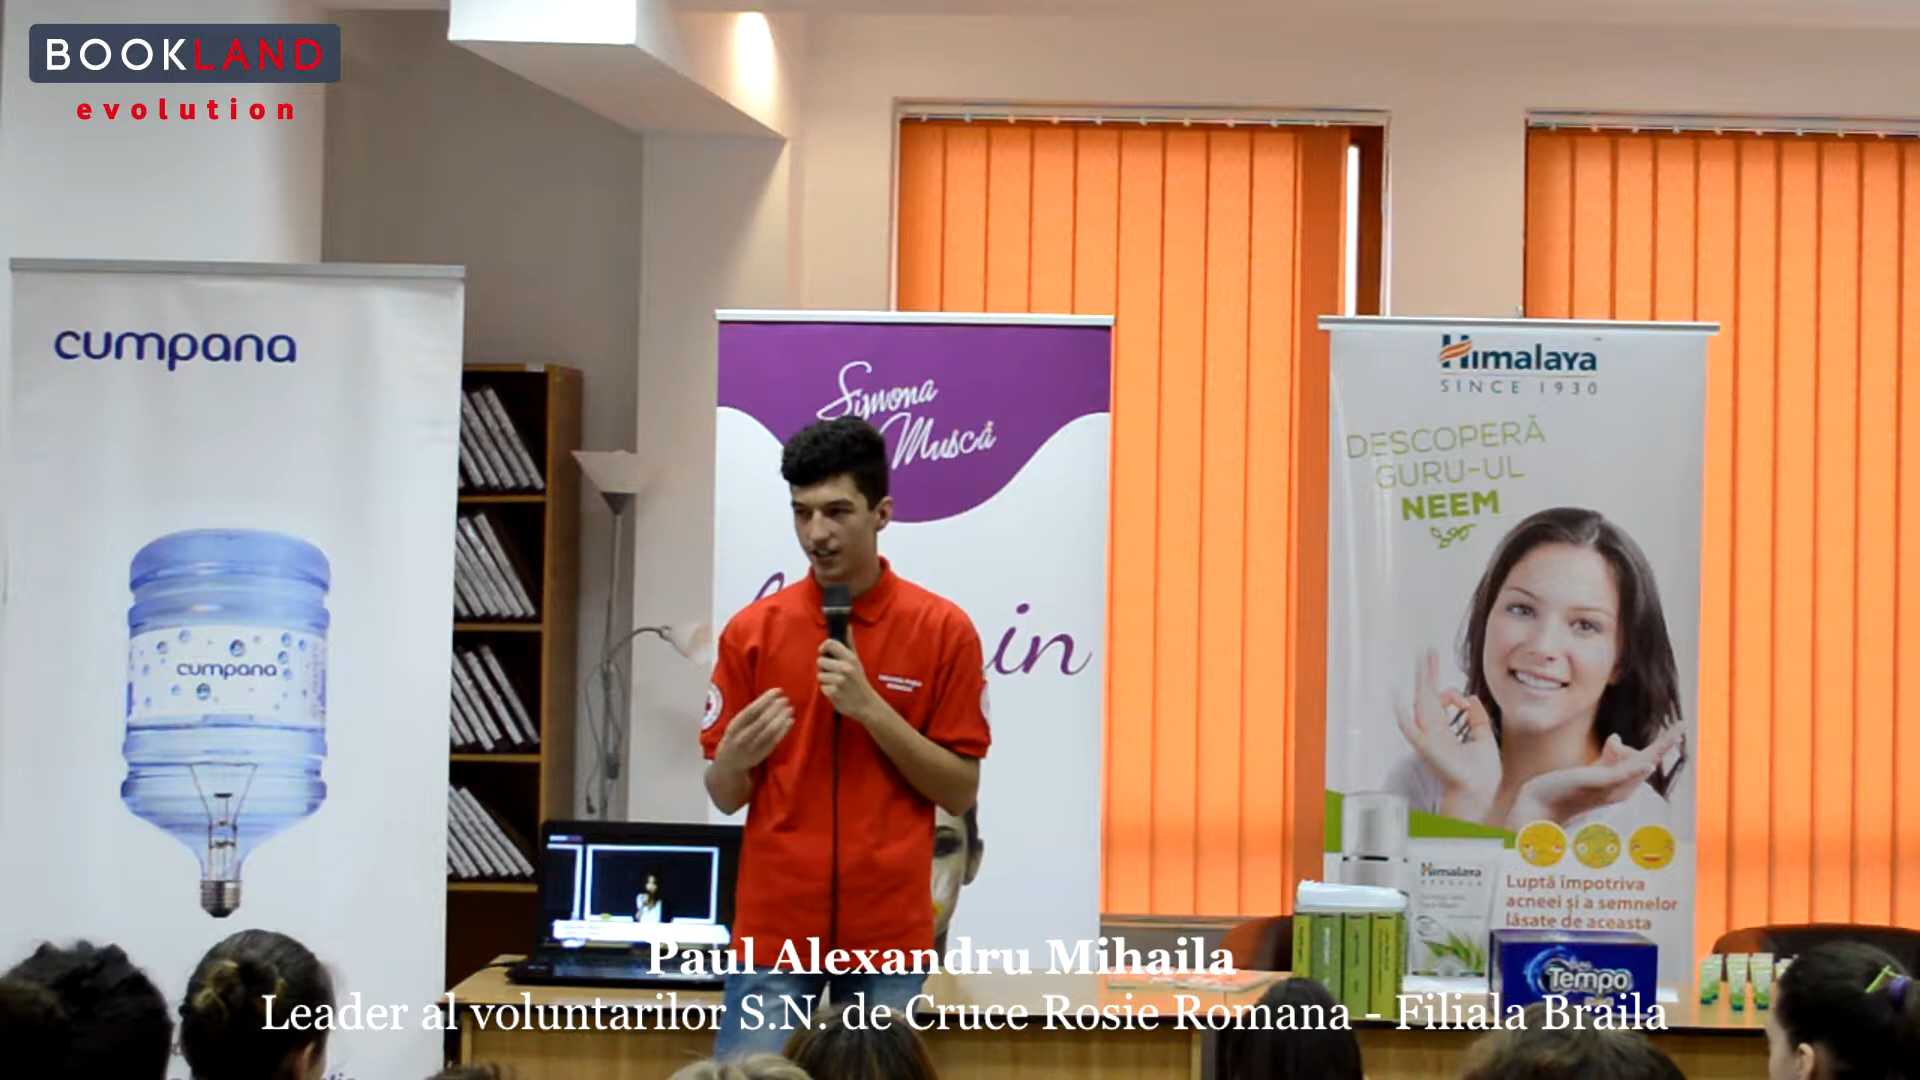 BOOKLAND
evolution
cumpana
cumpana
Simona
Muscă
in
Himalaya
SINCE 1930
DESCOPERĂ
GURU-UL
NEEM
Himalaya
Luptă împotriva
acneei și a semnelor
lăsate de aceasta
Tempo
Paul Alexandru Mihaila
Leader al voluntarilor S.N. de Cruce Rosie Romana - Filiala Braila